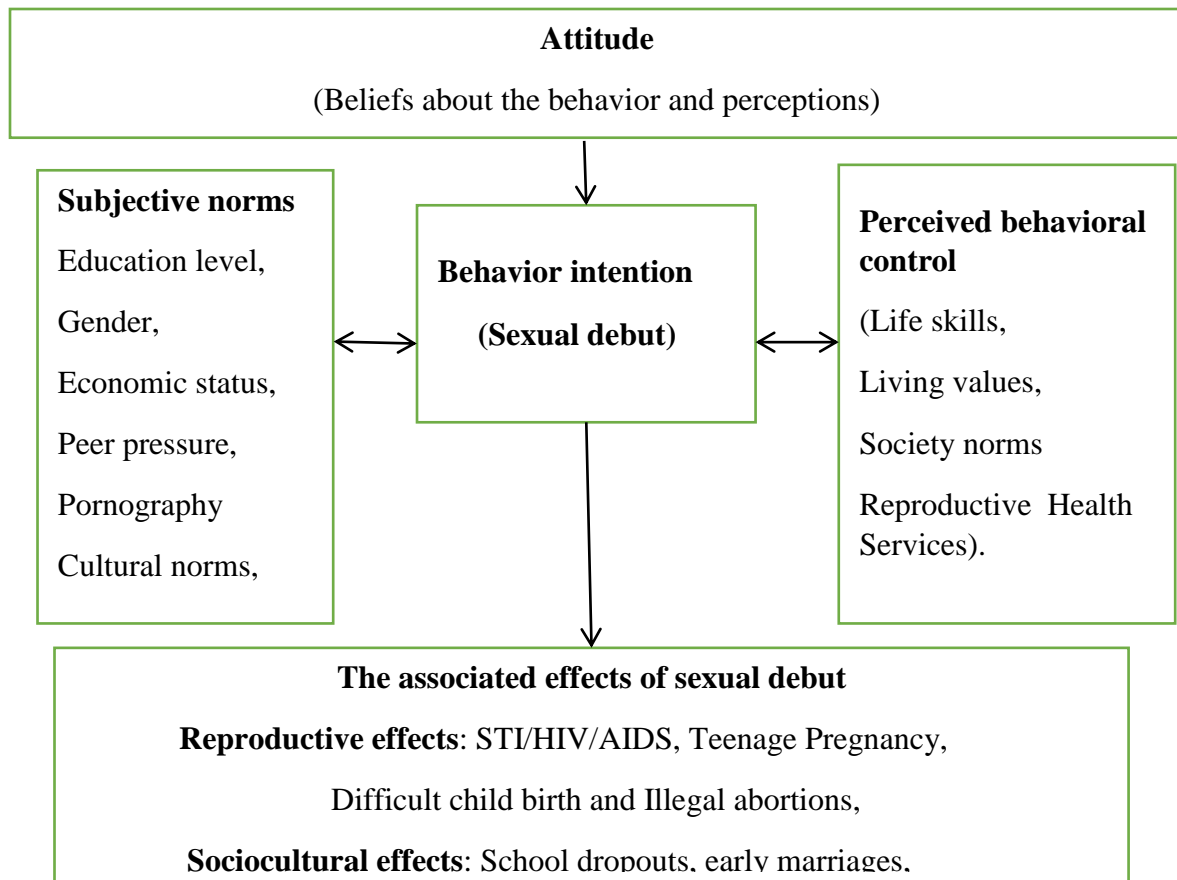 Attitude
(Beliefs about the behavior and perceptions)
Subjective norms
Education level,
Gender,
Economic status,
Peer pressure,
Pornography
Cultural norms,
Behavior intention
(Sexual debut)
Perceived behavioral
control
(Life skills,
Living values,
Society norms
Reproductive Health
Services).
The associated effects of sexual debut
Reproductive effects: STI/HIV/AIDS, Teenage Pregnancy,
Difficult child birth and Illegal abortions,
Sociocultural effects: School dropouts, early marriages,